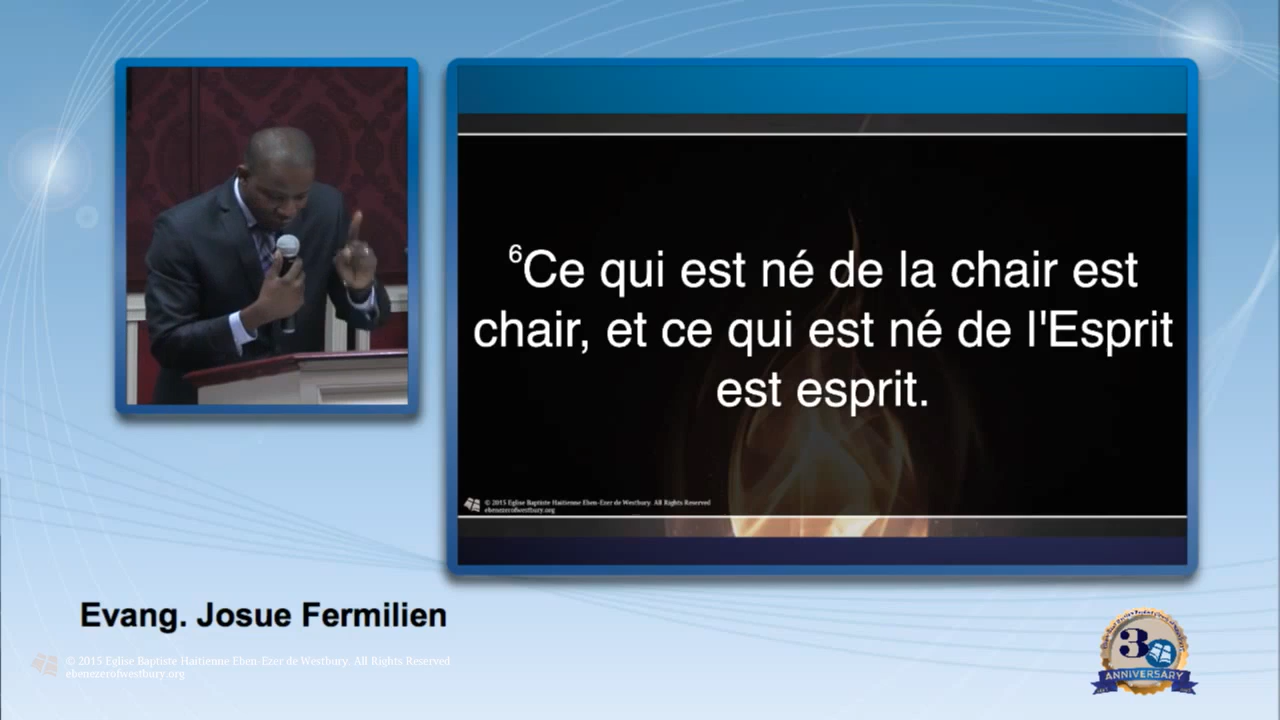 ⁶Ce qui est né de la chair est
chair, et ce qui est né de l'Esprit
est esprit.
© 2015 Eglise Baptiste Haitienne Eben-Ezer de Westbury. All Rights Reserved
ebenezerofwestbury.org
Evang. Josue Fermilien
© 2015 Eglise Baptiste Haitienne Eben-Ezer de Westbury. All Rights Reserved
ebenezerofwestbury.org
3
ANNIVERSARY